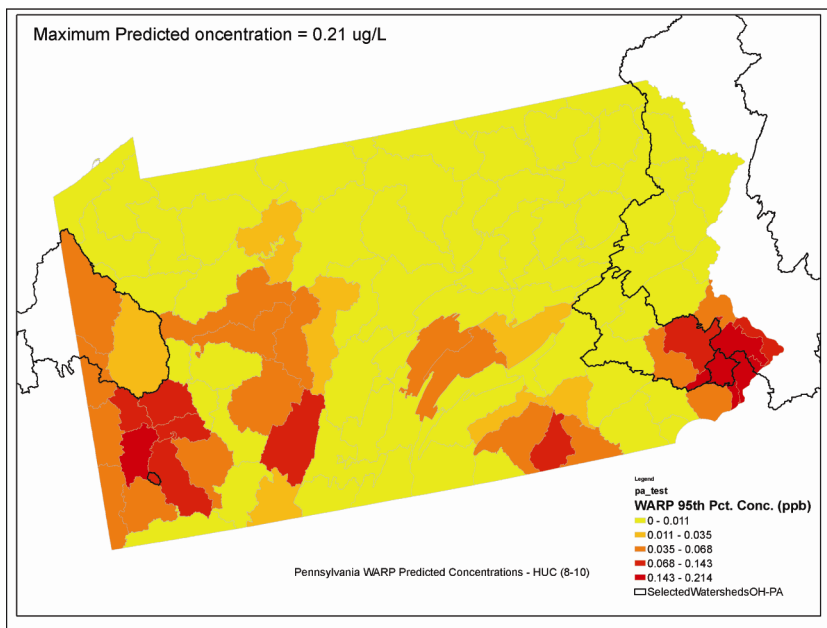 Maximum Predicted oncentration = 0.21 ug/L
Legend
pa_test
WARP 95th Pct. Conc. (ppb)
0 - 0.011
0.011 - 0.035
0.035 - 0.068
0.068 - 0.143
0.143 - 0.214
SelectedWatershedsOH-PA
Pennsylvania WARP Predicted Concentrations - HUC (8-10)